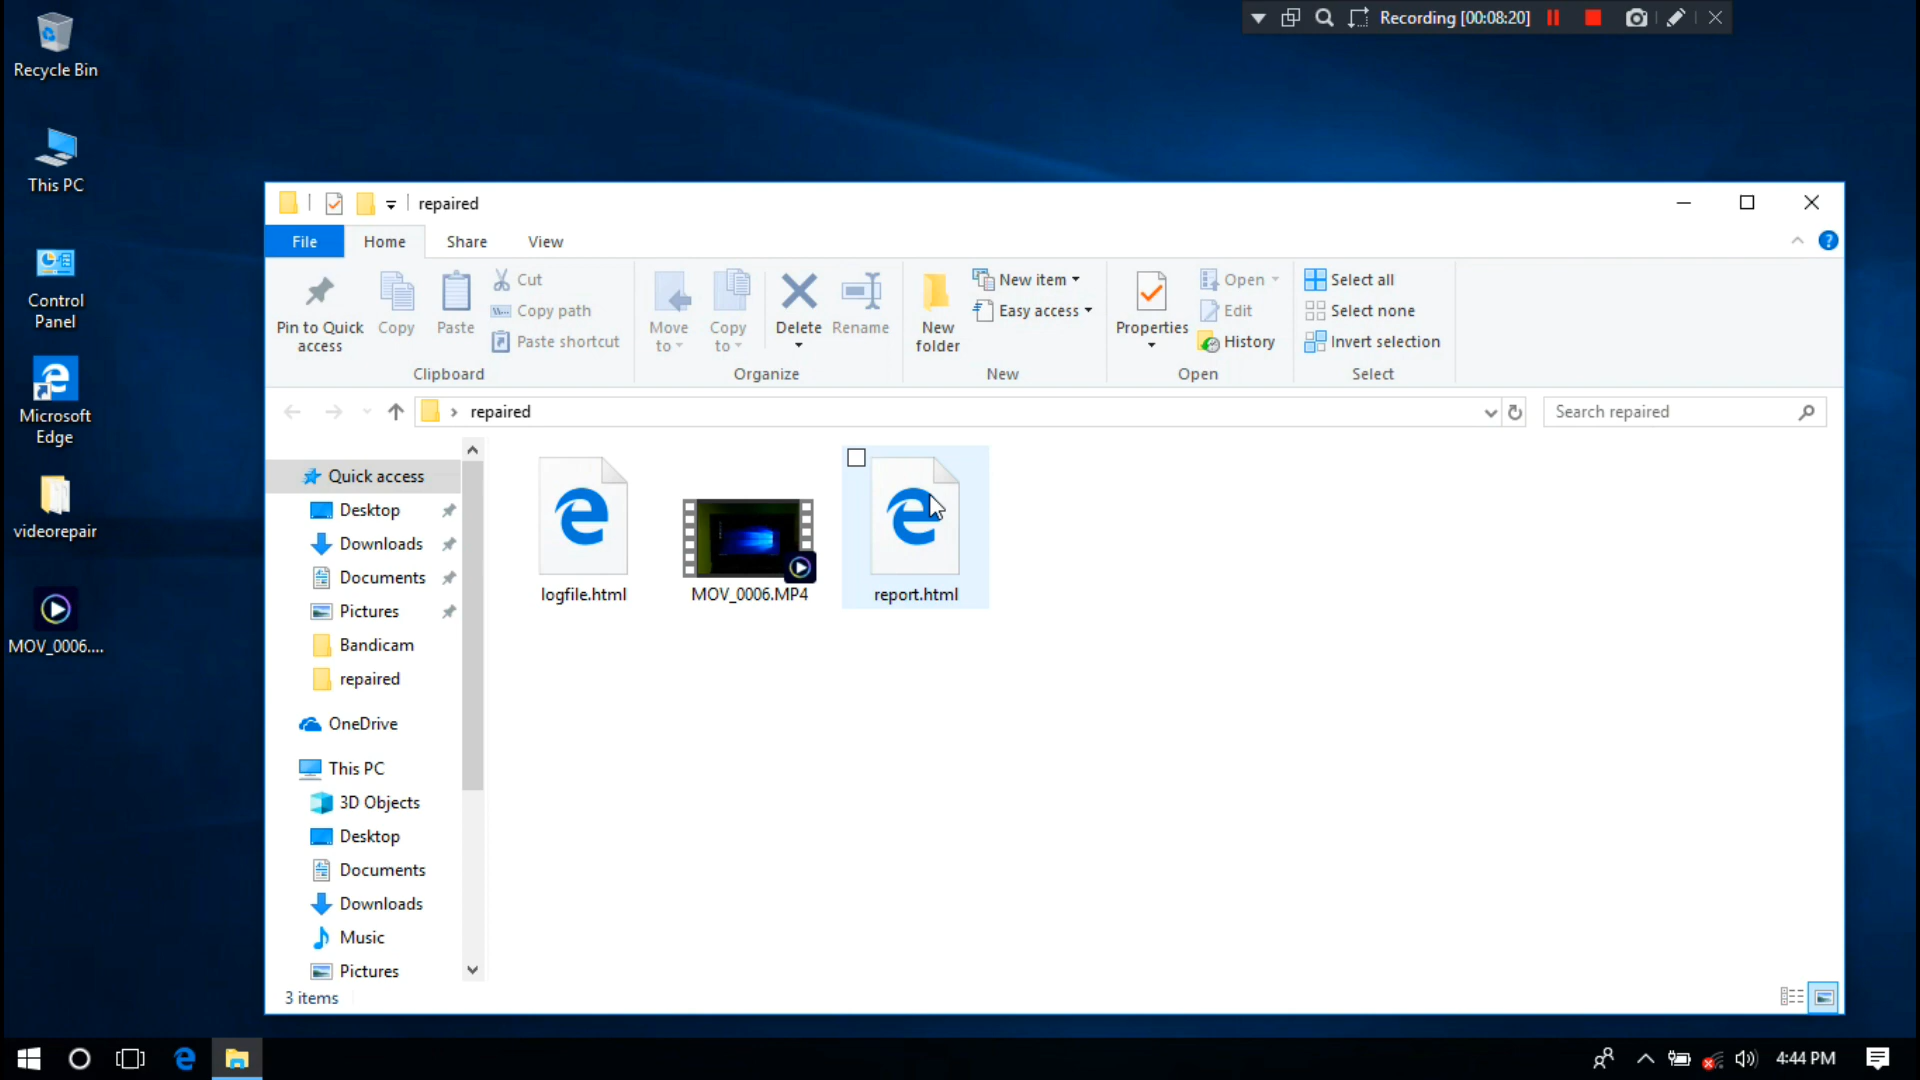 Recycle Bin
This PC
Control
Panel
Microsoft
Edge
videorepair
MOV_0006....
Recording [00:08:20]
repaired
File
Home
Share
View
Pin to Quick
access
Copy
Paste
Cut
Copy path
Paste shortcut
Clipboard
Move
to
Copy
to
Delete
Rename
Organize
New
folder
New item
Easy access
New
Properties
Open
Edit
History
Open
Select all
Select none
Invert selection
Select
repaired
Search repaired
Quick access
Desktop
Downloads
Documents
Pictures
Bandicam
repaired
OneDrive
This PC
3D Objects
Desktop
Documents
Downloads
Music
Pictures
logfile.html
MOV_0006.MP4
report.html
3 items
4:44 PM